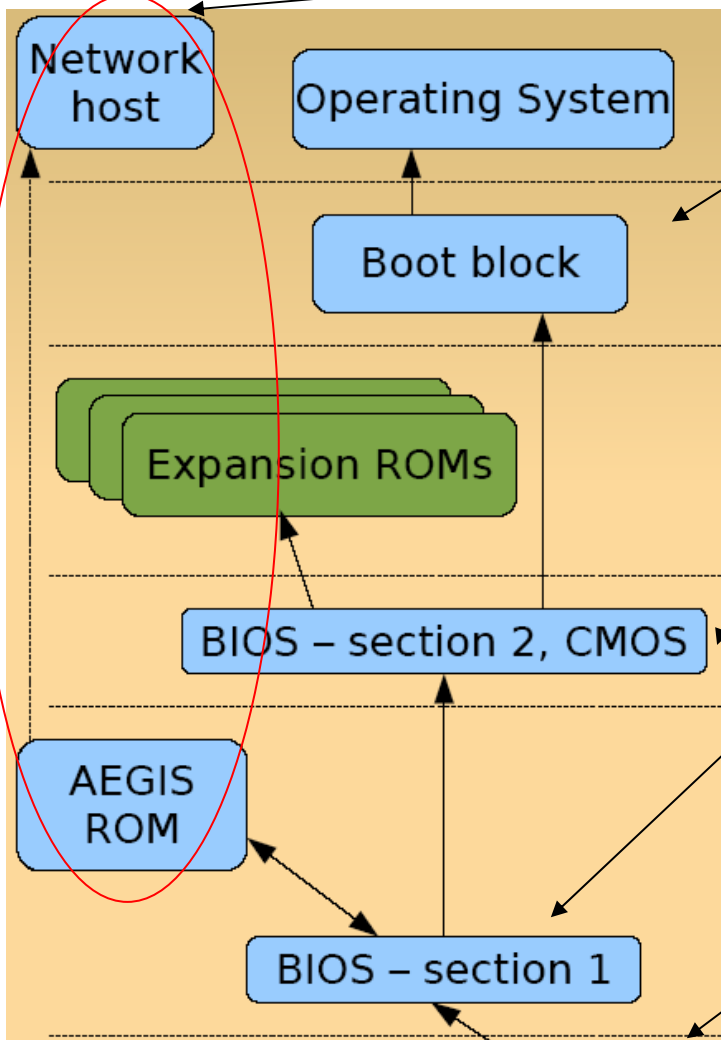 Network
host
Operating System
Boot block
Expansion ROMs
BIOS – section 2, CMOS
AEGIS
ROM
BIOS – section 1